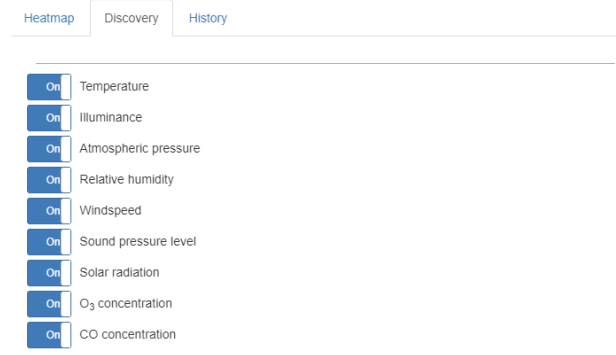 Heatmap Discovery History
On Temperature
On Illuminance
On Atmospheric pressure
On Relative humidity
On Windspeed
On Sound pressure level
On Solar radiation
On O₃ concentration
On CO concentration